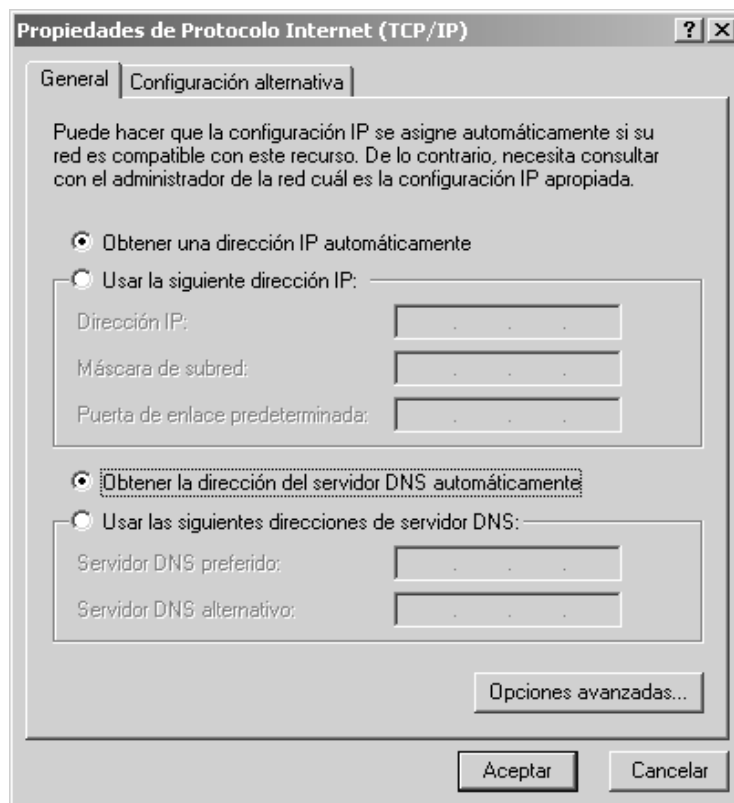 Propiedades de Protocolo Internet (TCP/IP)
General
Configuración alternativa
Puede hacer que la configuración IP se asigne automáticamente si su
red es compatible con este recurso. De lo contrario, necesita consultar
con el administrador de la red cuál es la configuración IP apropiada.
Obtener una dirección IP automáticamente
Usar la siguiente dirección IP:
Dirección IP:
Máscara de subred:
Puerta de enlace predeterminada:
Obtener la dirección del servidor DNS automáticamente
Usar las siguientes direcciones de servidor DNS:
Servidor DNS preferido:
Servidor DNS alternativo:
Opciones avanzadas...
Aceptar
Cancelar